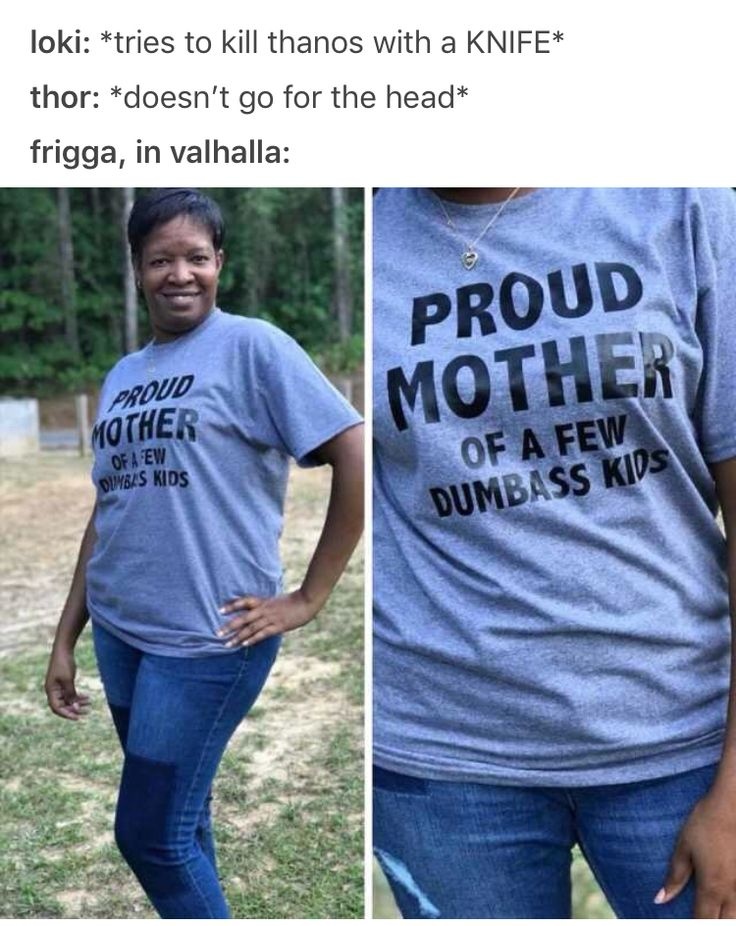 loki: *tries to kill thanos with a KNIFE*
thor: *doesn’t go for the head*
frigga, in valhalla:
PROUD
MOTHER
OF A FEW
DUMBASS KIDS
PROUD
MOTHER
OF A FEW
DUMBASS KIDS